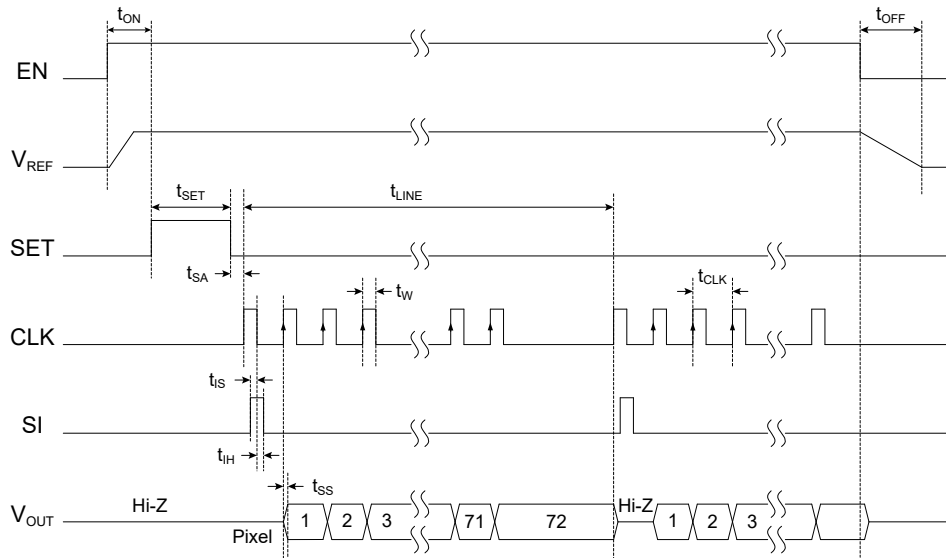 tON
tOFF
EN
VREF
tSET
tLINE
SET
tSA
tW
tCLK
CLK
tIS
SI
tIH
tSS
Hi-Z
Hi-Z
VOUT
Pixel
1 2 3 71 72 1 2 3